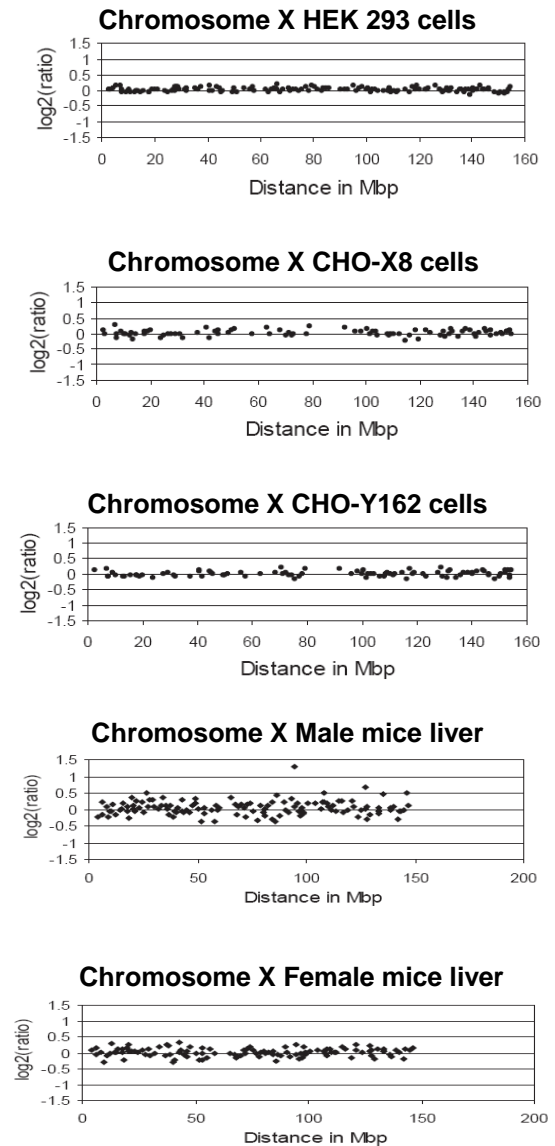 Chromosome X HEK 293 cells
1.5
1
0.5
0
-0.5
-1
-1.5
log2(ratio)
0 20 40 60 80 100 120 140 160
Distance in Mbp
Chromosome X CHO-X8 cells
1.5
1
0.5
0
-0.5
-1
-1.5
log2(ratio)
0 20 40 60 80 100 120 140 160
Distance in Mbp
Chromosome X CHO-Y162 cells
1.5
1
0.5
0
-0.5
-1
-1.5
log2(ratio)
0 20 40 60 80 100 120 140 160
Distance in Mbp
Chromosome X Male mice liver
1.5
1
0.5
0
-0.5
-1
-1.5
log2(ratio)
0 50 100 150 200
Distance in Mbp
Chromosome X Female mice liver
1.5
1
0.5
0
-0.5
-1
-1.5
log2(ratio)
0 50 100 150 200
Distance in Mbp